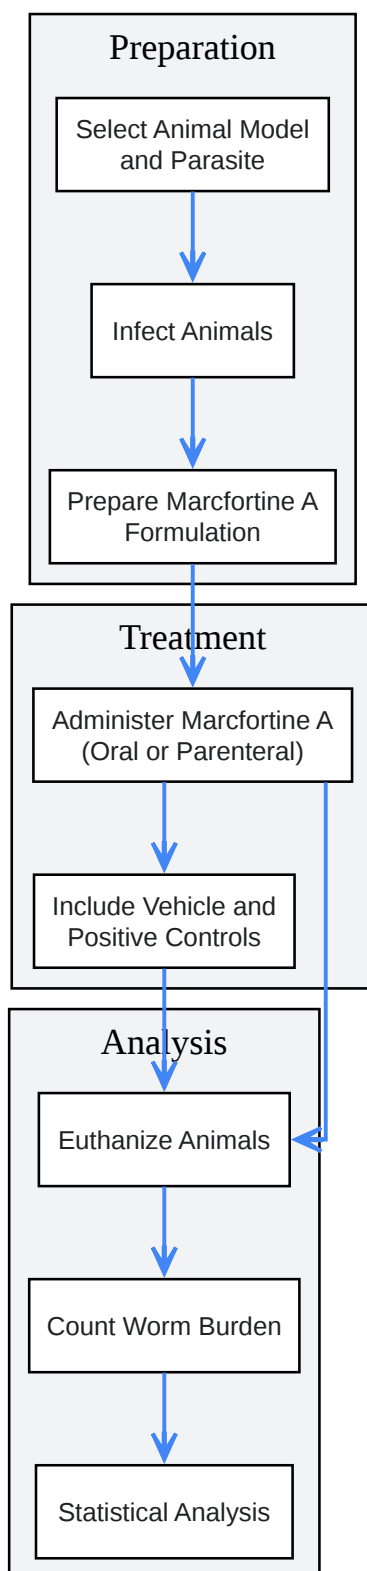 Preparation
Select Animal Model
and Parasite
Infect Animals
Prepare Marcfortine A
Formulation
Treatment
Administer Marcfortine A
(Oral or Parenteral)
Include Vehicle and
Positive Controls
Analysis
Euthanize Animals
Count Worm Burden
Statistical Analysis